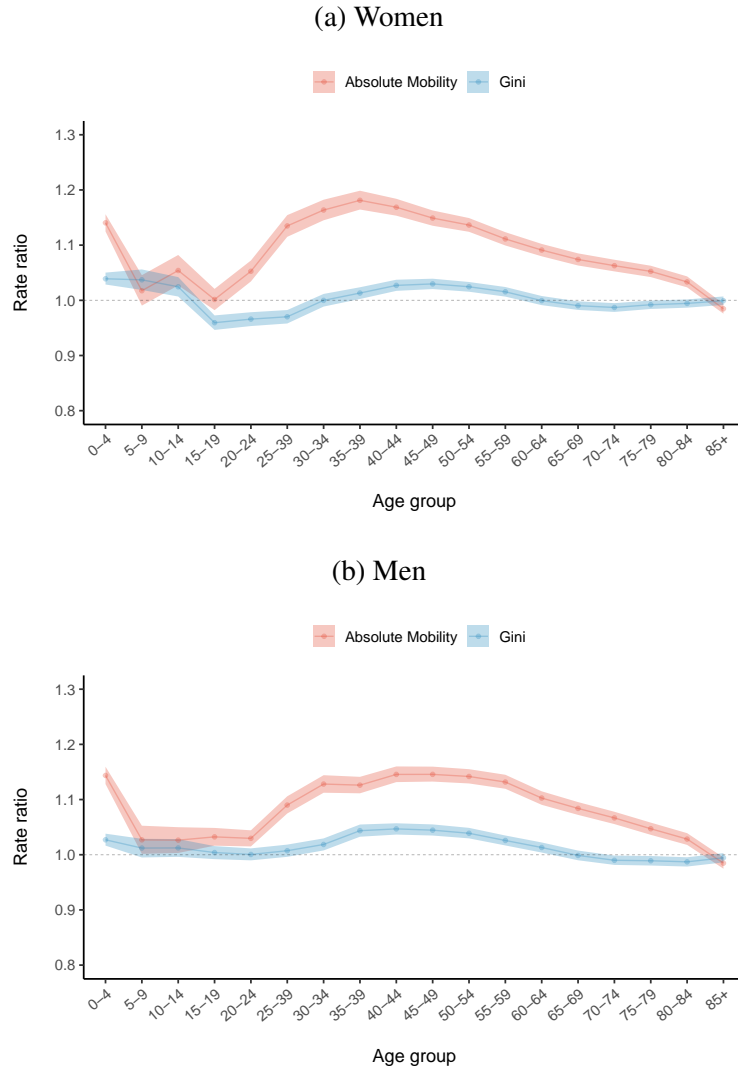 (a) Women
Absolute Mobility Gini
1.3
1.2
1.1
1.0
0.9
0.8
Rate ratio
0–4 5–9 10–14 15–19 20–24 25–39 30–34 35–39 40–44 45–49 50–54 55–59 60–64 65–69 70–74 75–79 80–84 85+
Age group
(b) Men
Absolute Mobility Gini
1.3
1.2
1.1
1.0
0.9
0.8
Rate ratio
0–4 5–9 10–14 15–19 20–24 25–39 30–34 35–39 40–44 45–49 50–54 55–59 60–64 65–69 70–74 75–79 80–84 85+
Age group